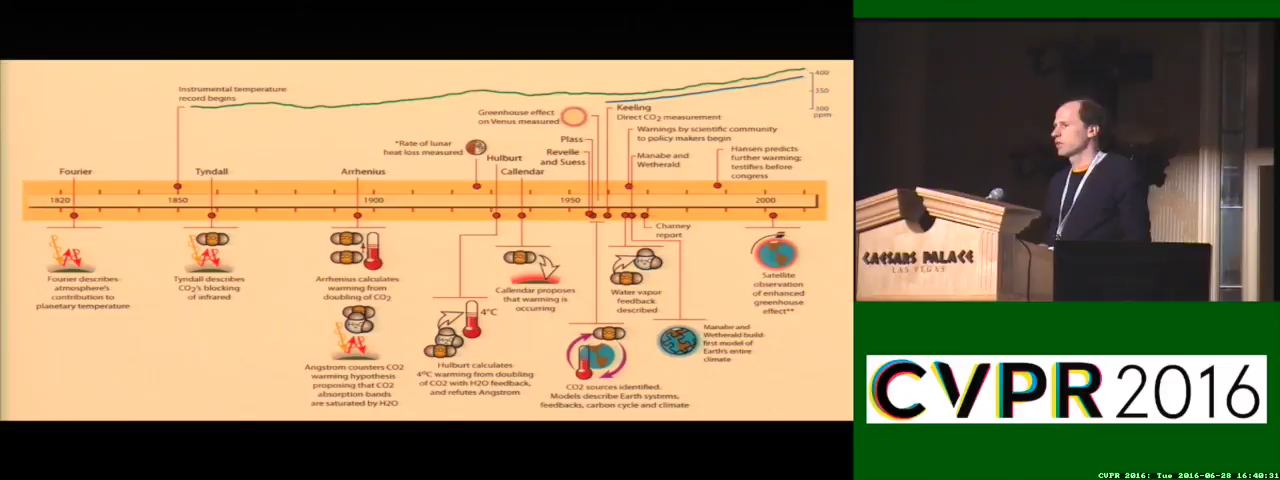 Instrumental temperature
record begins
400
350
300
ppm
Greenhouse effect
on Venus measured
Keeling
Direct CO2 measurement
Warnings by scientific community
to policy makers begin
*Rate of lunar
heat loss measured
Plass
Revelle
and Suess
Manabe and
Wetherald
Hansen predicts
further warming;
testifies before
congress
Fourier
Tyndall
Arrhenius
Hulburt
Callendar
1820
1850
1900
1950
2000
Charney
report
Fourier describes
atmosphere's
contribution to
planetary temperature
Tyndall describes
CO2's blocking
of infrared
Arrhenius calculates
warming from
doubling of CO2
Angstrom counters CO2
warming hypothesis
proposing that CO2
absorption bands
are saturated by H2O
4°C
Hulburt calculates
4°C warming from doubling
of CO2 with H2O feedback,
and refutes Angstrom
Callendar proposes
that warming is
occurring
CO2 sources identified.
Models describe Earth systems,
feedbacks, carbon cycle and climate
Water vapor
feedback
described
Manabe and
Wetherald build
first model of
Earth's entire
climate
Satellite
observation
of enhanced
greenhouse
effect**
CAESARS PALACE
LAS VEGAS
CVPR 2016
CVPR 2016: Tue 2016-06-28 16:40:31